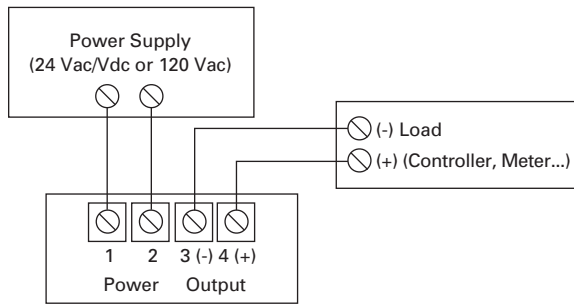 Power Supply
(24 Vac/Vdc or 120 Vac)
(-) Load
(+) (Controller, Meter...)
1 2 3 (-) 4 (+)
Power Output